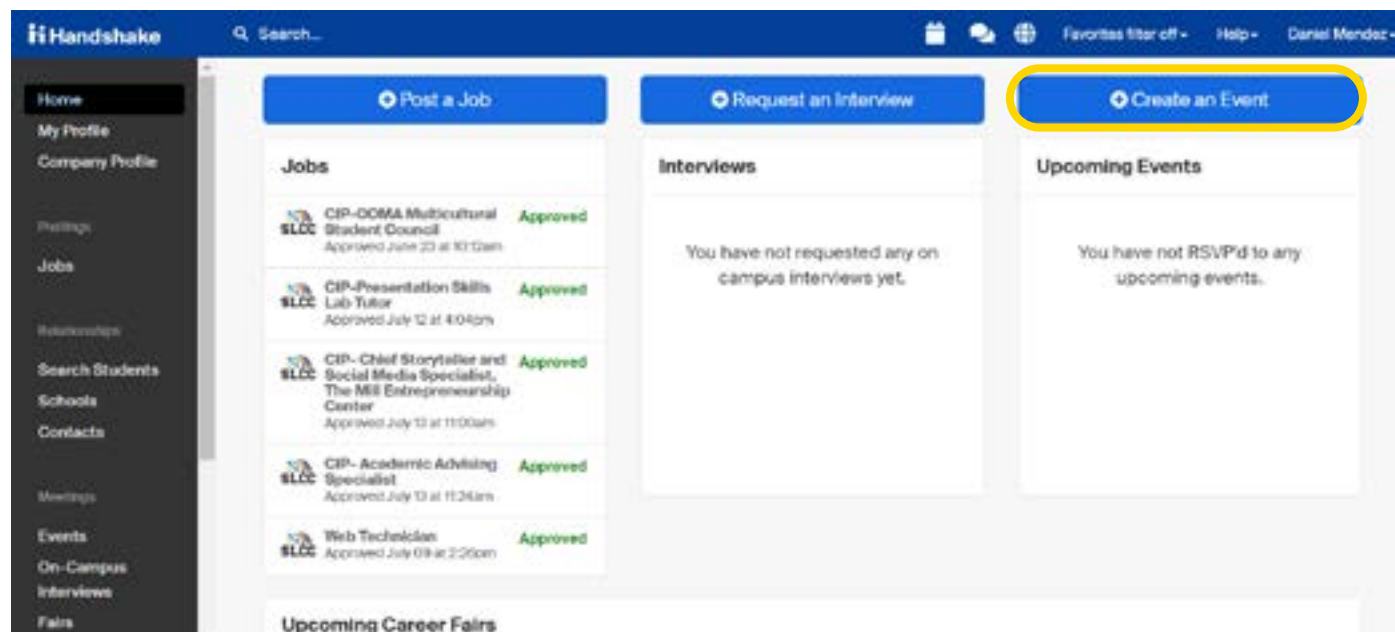 Handshake
Search...
Favorites filter off
Help
Daniel Mendez
Home
My Profile
Company Profile
Postings
Jobs
Relationships
Search Students
Schools
Contacts
Meetings
Events
On-Campus
Interviews
Fairs
Post a Job
Request an Interview
Create an Event
Jobs
CIP-OOMA Multicultural
Student Council
Approved June 23 at 10:12am
Approved
SLCC
CIP-Presentation Skills
Lab Tutor
Approved July 12 at 4:04pm
Approved
SLCC
CIP- Chief Storyteller and
Social Media Specialist,
The Mill Entrepreneurship
Center
Approved July 13 at 11:00am
Approved
SLCC
CIP- Academic Advising
Specialist
Approved July 13 at 11:24am
Approved
SLCC
Web Technician
Approved July 09 at 2:26pm
Approved
SLCC
Interviews
You have not requested any on
campus interviews yet.
Upcoming Events
You have not RSVP'd to any
upcoming events.
Upcoming Career Fairs